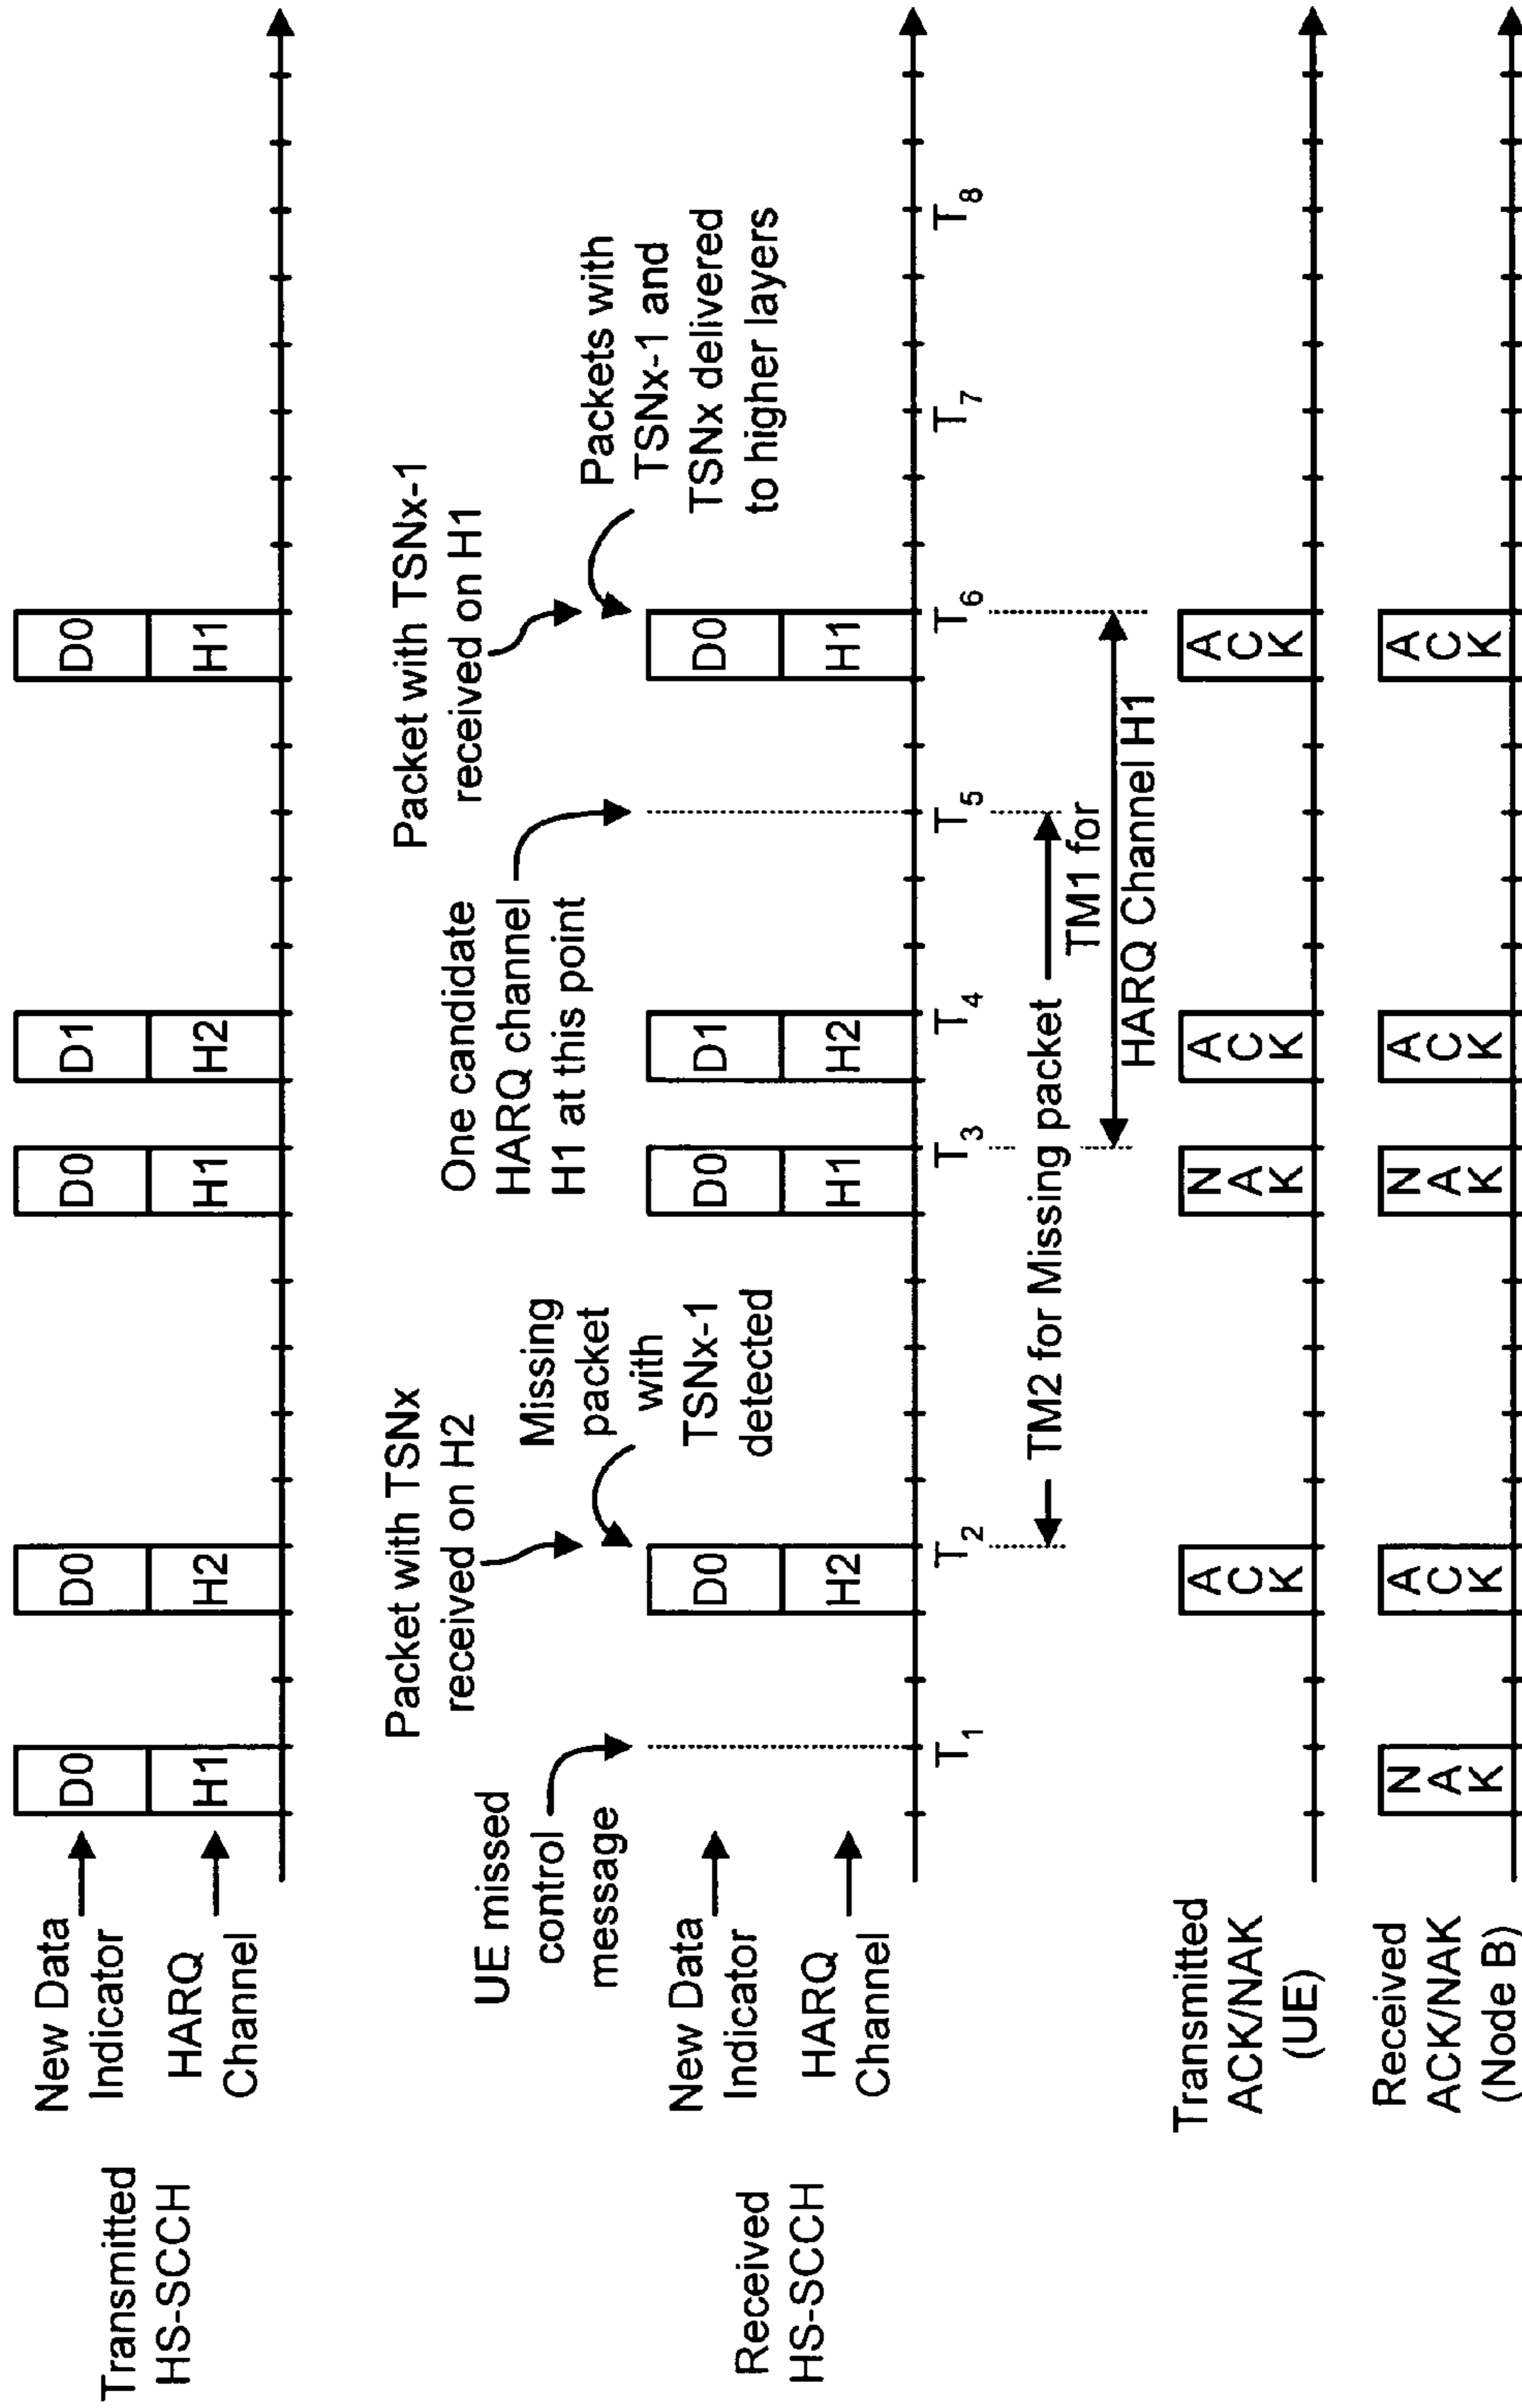 Transmitted
HS-SCCH
New Data
Indicator
HARQ
Channel
D0
H1
D0
H2
D0
H1
D1
H2
D0
H1
Packet with TSNx
received on H2
Packet with TSNx-1
received on H1
UE missed
control
message
Missing
packet
with
TSNx-1
detected
One candidate
HARQ channel
H1 at this point
Packets with
TSNx-1 and
TSNx delivered
to higher layers
Received
HS-SCCH
New Data
Indicator
HARQ
Channel
D0
H2
D0
H1
D1
H2
D0
H1
T1
T2
T3
T4
T5
T6
T7
T8
TM2 for Missing packet
TM1 for
HARQ Channel H1
Transmitted
ACK/NAK
(UE)
ACK
NAK
ACK
ACK
Received
ACK/NAK
(Node B)
NAK
ACK
NAK
ACK
ACK